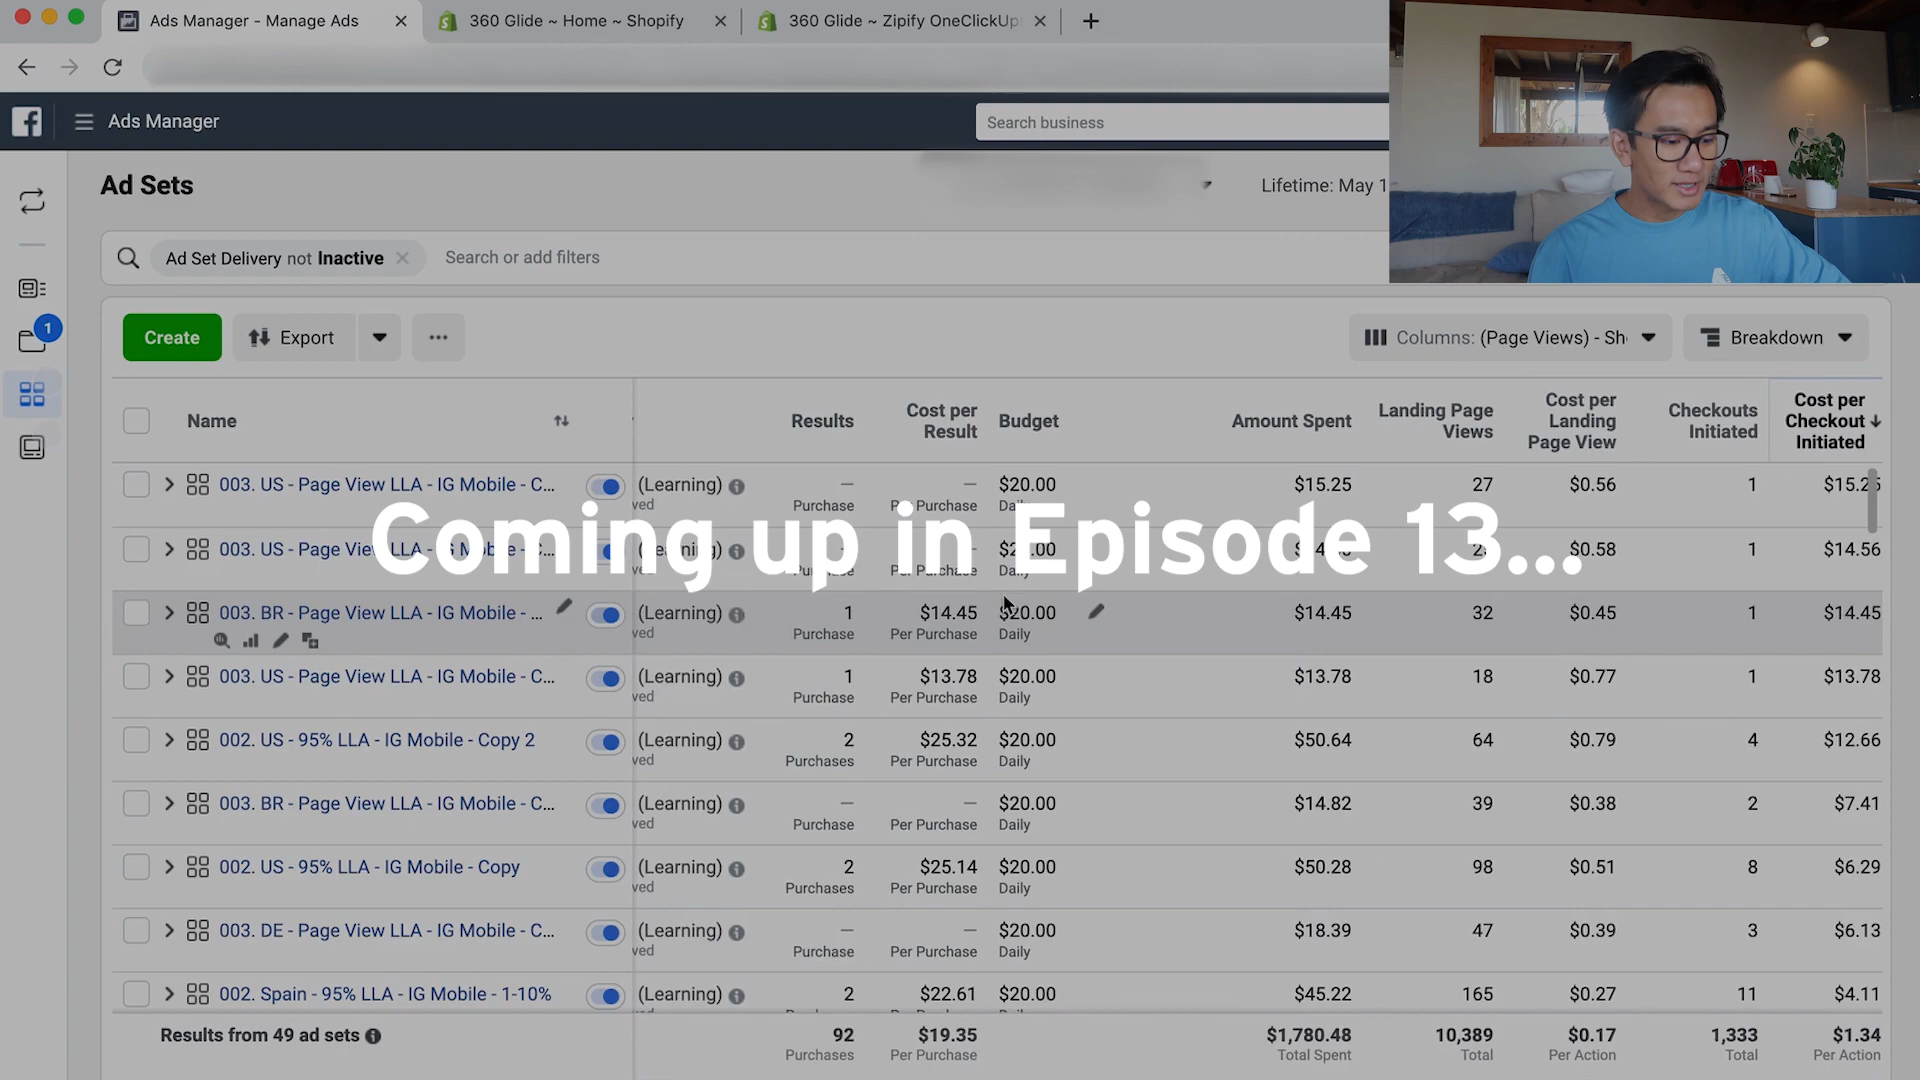 Ads Manager - Manage Ads
360 Glide ~ Home ~ Shopify
360 Glide ~ Zipify OneClickUp
Ads Manager
Search business
Ad Sets
Lifetime: May 1
Ad Set Delivery not Inactive
Search or add filters
1
Create
Export
Columns: (Page Views) - Sh
Breakdown
Name
Results
Cost per Result
Budget
Amount Spent
Landing Page Views
Cost per Landing Page View
Checkouts Initiated
Cost per Checkout Initiated
003. US - Page View LLA - IG Mobile - C... (Learning) — — $20.00 $15.25 27 $0.56 1 $15.25
ved Purchase Per Purchase Daily
Coming up in Episode 13...
003. US - Page View LLA - IG Mobile - C... (Learning) $0.58 1 $14.56
ved Purchase Per Purchase Daily
003. BR - Page View LLA - IG Mobile - ... (Learning) 1 $14.45 $20.00 $14.45 32 $0.45 1 $14.45
ved Purchase Per Purchase Daily
003. US - Page View LLA - IG Mobile - C... (Learning) 1 $13.78 $20.00 $13.78 18 $0.77 1 $13.78
ved Purchase Per Purchase Daily
002. US - 95% LLA - IG Mobile - Copy 2 (Learning) 2 $25.32 $20.00 $50.64 64 $0.79 4 $12.66
ved Purchases Per Purchase Daily
003. BR - Page View LLA - IG Mobile - C... (Learning) — — $20.00 $14.82 39 $0.38 2 $7.41
ved Purchase Per Purchase Daily
002. US - 95% LLA - IG Mobile - Copy (Learning) 2 $25.14 $20.00 $50.28 98 $0.51 8 $6.29
ved Purchases Per Purchase Daily
003. DE - Page View LLA - IG Mobile - C... (Learning) — — $20.00 $18.39 47 $0.39 3 $6.13
ved Purchase Per Purchase Daily
002. Spain - 95% LLA - IG Mobile - 1-10% (Learning) 2 $22.61 $20.00 $45.22 165 $0.27 11 $4.11
Results from 49 ad sets 92 $19.35 $1,780.48 10,389 $0.17 1,333 $1.34
Purchases Per Purchase Total Spent Total Per Action Total Per Action